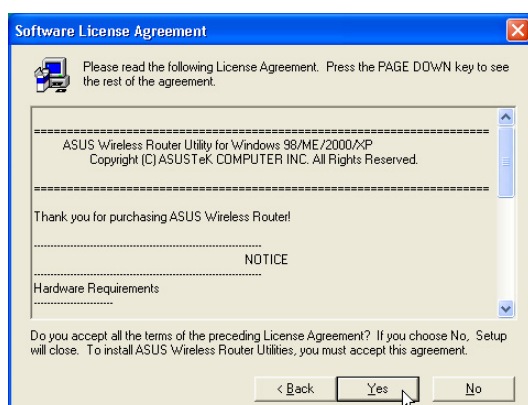 Software License Agreement
Please read the following License Agreement. Press the PAGE DOWN key to see
the rest of the agreement.
==========================================================
ASUS Wireless Router Utility for Windows 98/ME/2000/XP
Copyright (C) ASUSTeK COMPUTER INC. All Rights Reserved.
==========================================================
Thank you for purchasing ASUS Wireless Router!
--------------------------------------------------------
NOTICE
--------------------------------------------------------
Hardware Requirements
--------------------
Do you accept all the terms of the preceding License Agreement? If you choose No, Setup
will close. To install ASUS Wireless Router Utilities, you must accept this agreement.
< Back
Yes
No